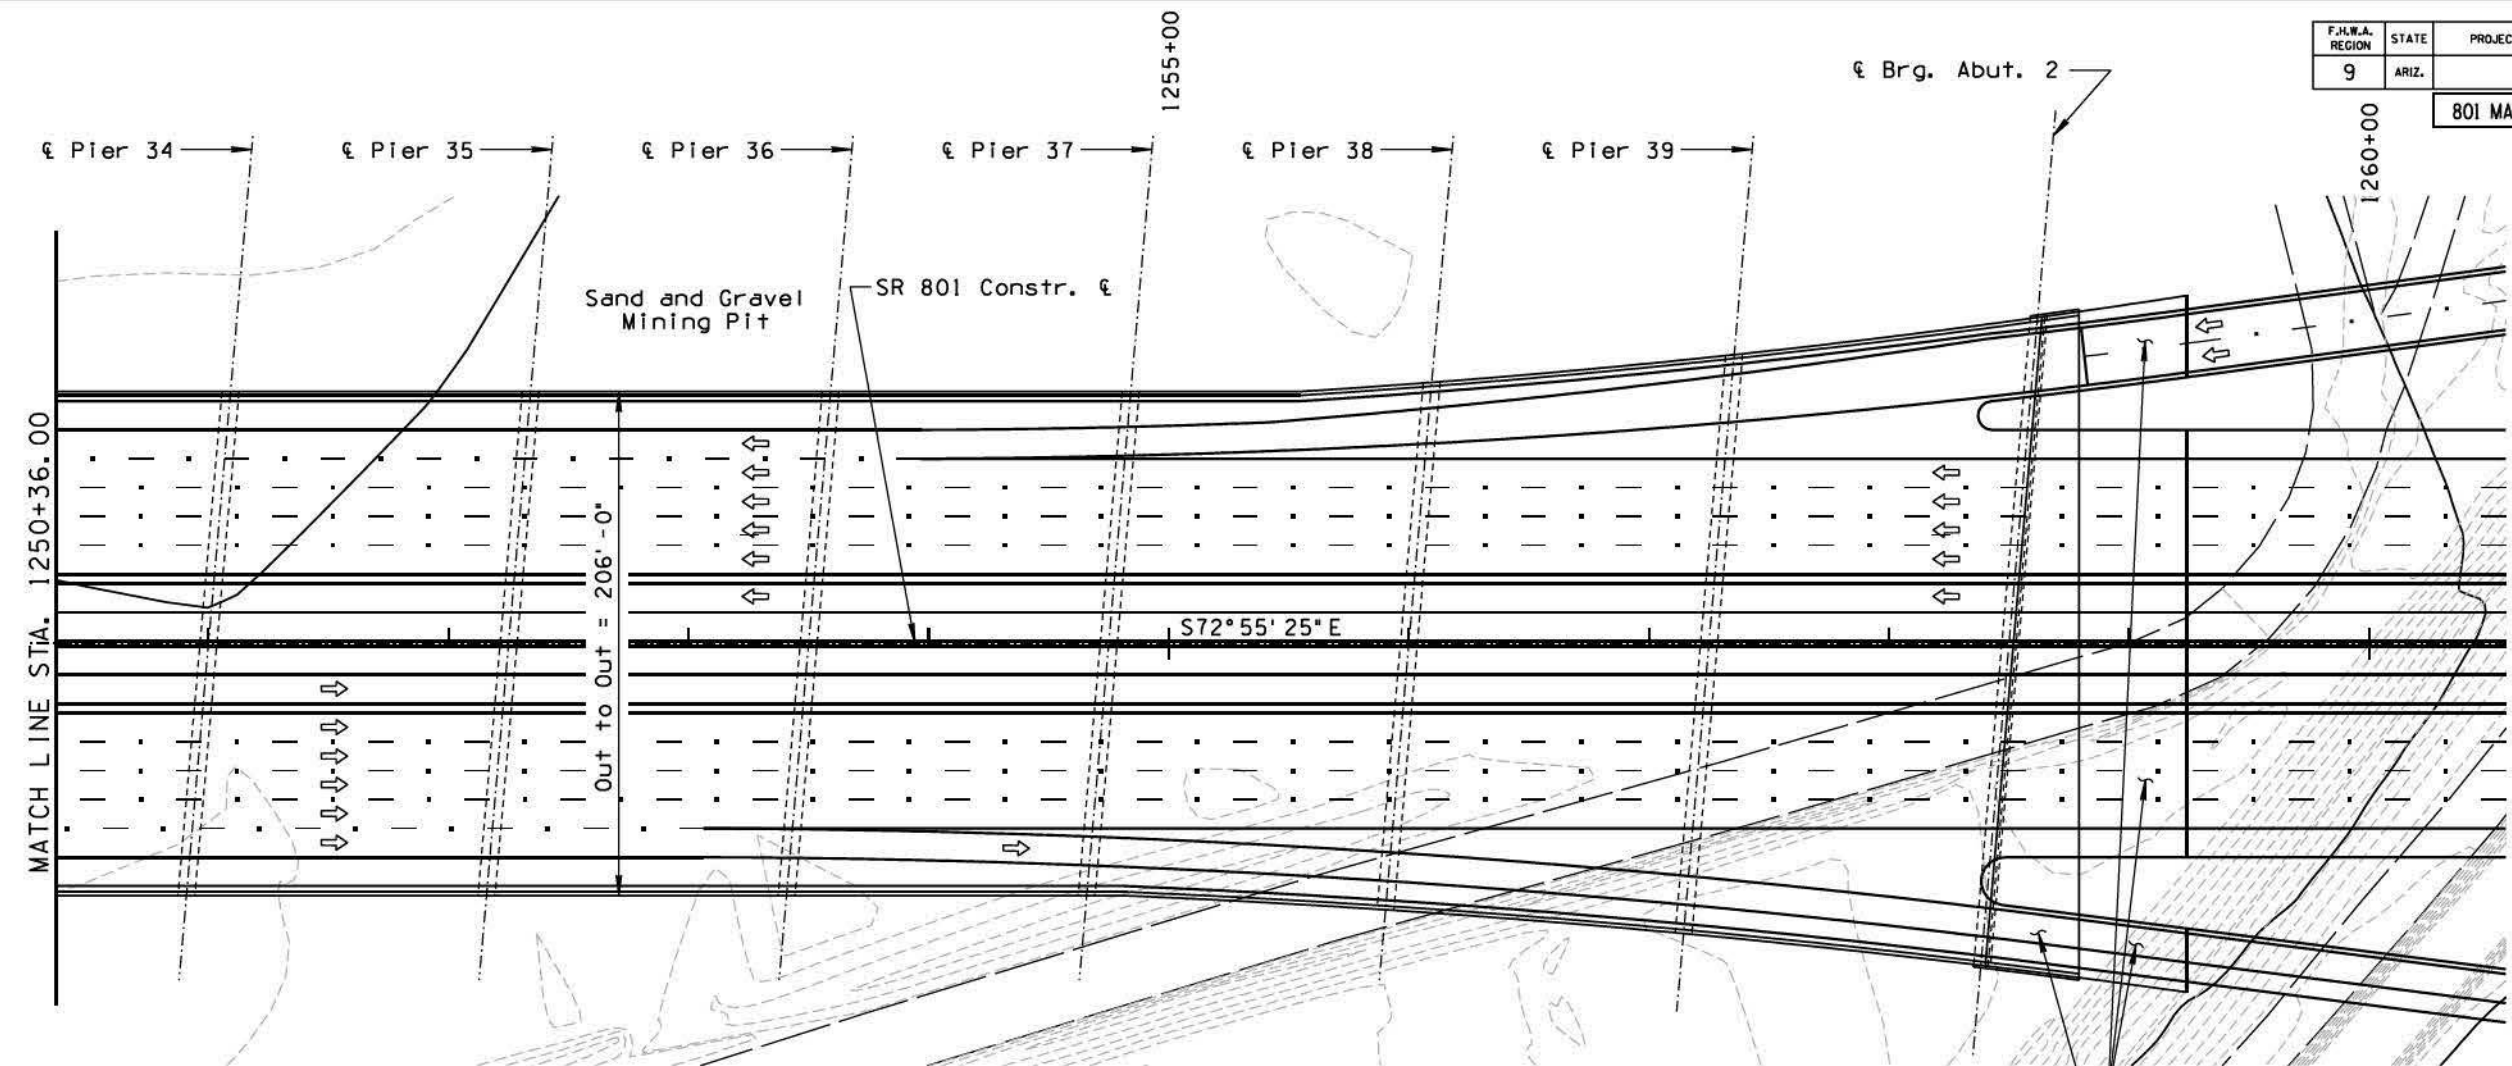 1255+00
F.H.W.A. REGION
STATE
PROJEC
9
ARIZ.
801 MA
℄ Brg. Abut. 2
1260+00
℄ Pier 34
℄ Pier 35
℄ Pier 36
℄ Pier 37
℄ Pier 38
℄ Pier 39
Sand and Gravel
Mining Pit
SR 801 Constr. ℄
MATCH LINE STA. 1250+36.00
Out to Out = 206'-0"
S72°55'25"E